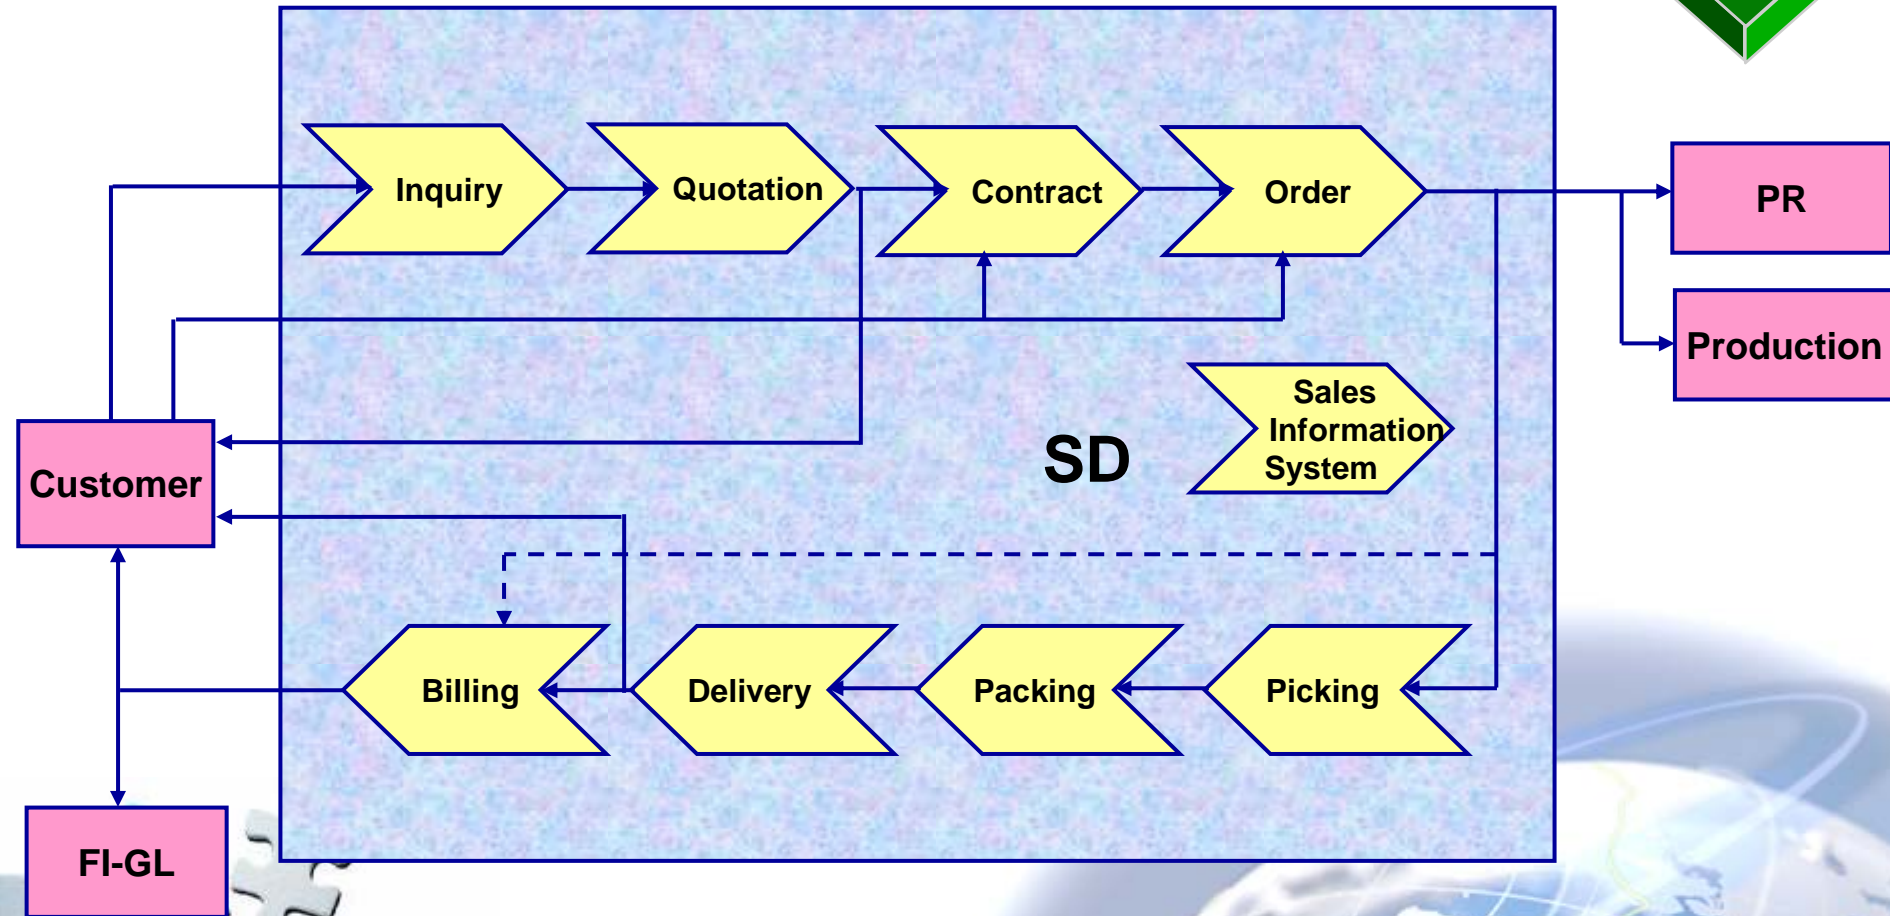 Inquiry
Quotation
Contract
Order
PR
Production
Sales
Information
System
SD
Customer
Billing
Delivery
Packing
Picking
FI-GL